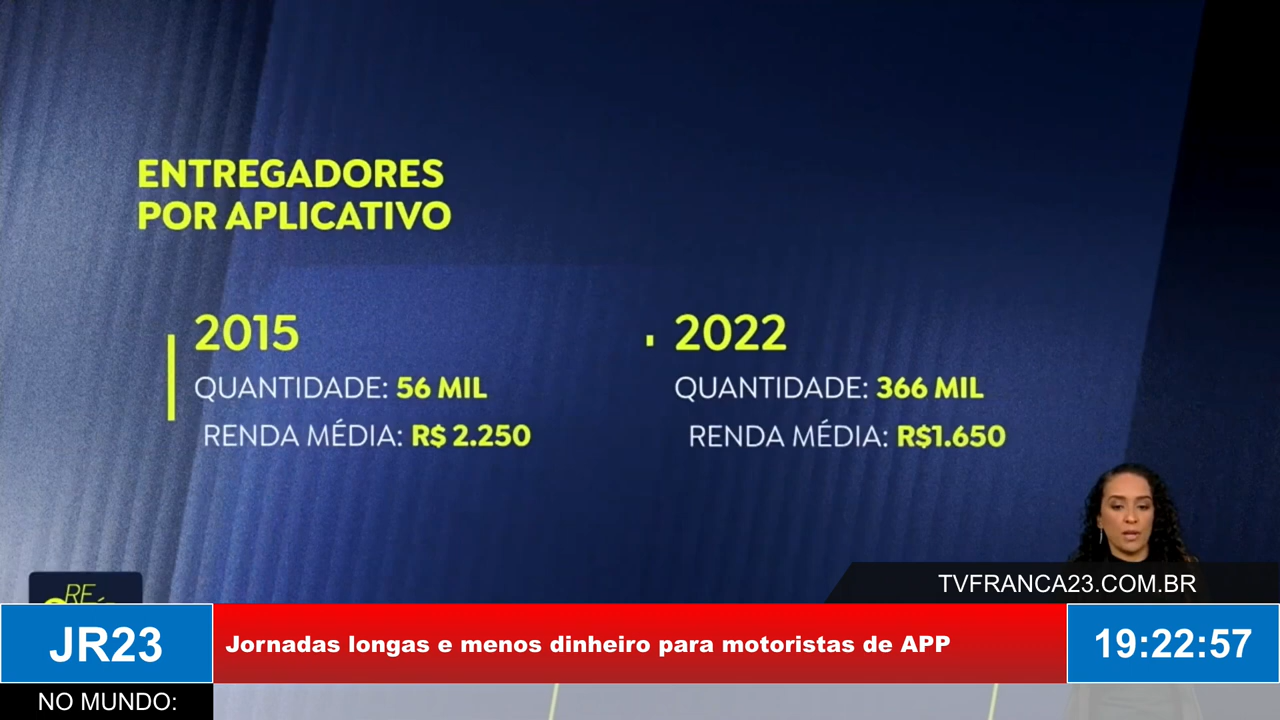 ENTREGADORES
POR APLICATIVO
2015
QUANTIDADE: 56 MIL
RENDA MÉDIA: R$ 2.250
2022
QUANTIDADE: 366 MIL
RENDA MÉDIA: R$1.650
RE
TVFRANCA23.COM.BR
JR23
Jornadas longas e menos dinheiro para motoristas de APP
19:22:57
NO MUNDO: